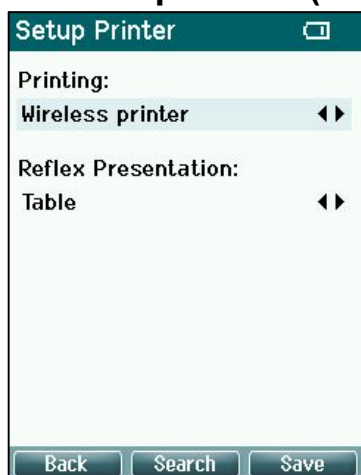 Setup Printer
Printing:
Wireless printer
Reflex Presentation:
Table
Back Search Save